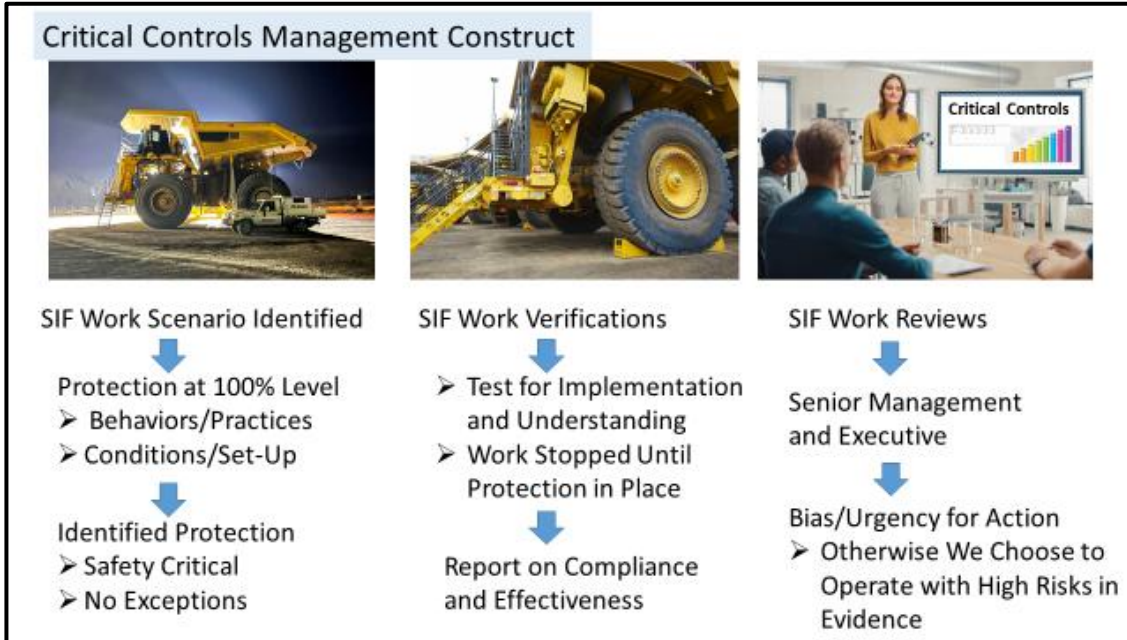 Critical Controls Management Construct
Critical Controls
SIF Work Scenario Identified
Protection at 100% Level
➢ Behaviors/Practices
➢ Conditions/Set-Up
Identified Protection
➢ Safety Critical
➢ No Exceptions
SIF Work Verifications
➢ Test for Implementation
and Understanding
➢ Work Stopped Until
Protection in Place
Report on Compliance
and Effectiveness
SIF Work Reviews
Senior Management
and Executive
Bias/Urgency for Action
➢ Otherwise We Choose to
Operate with High Risks in
Evidence